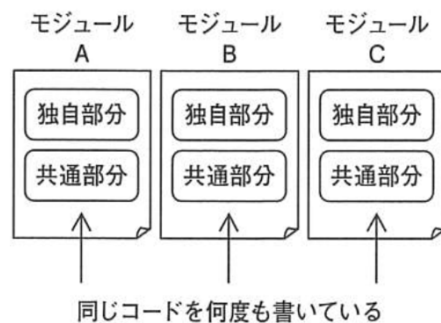 モジュール モジュール モジュール
A B C
独自部分 独自部分 独自部分
共通部分 共通部分 共通部分
同じコードを何度も書いている